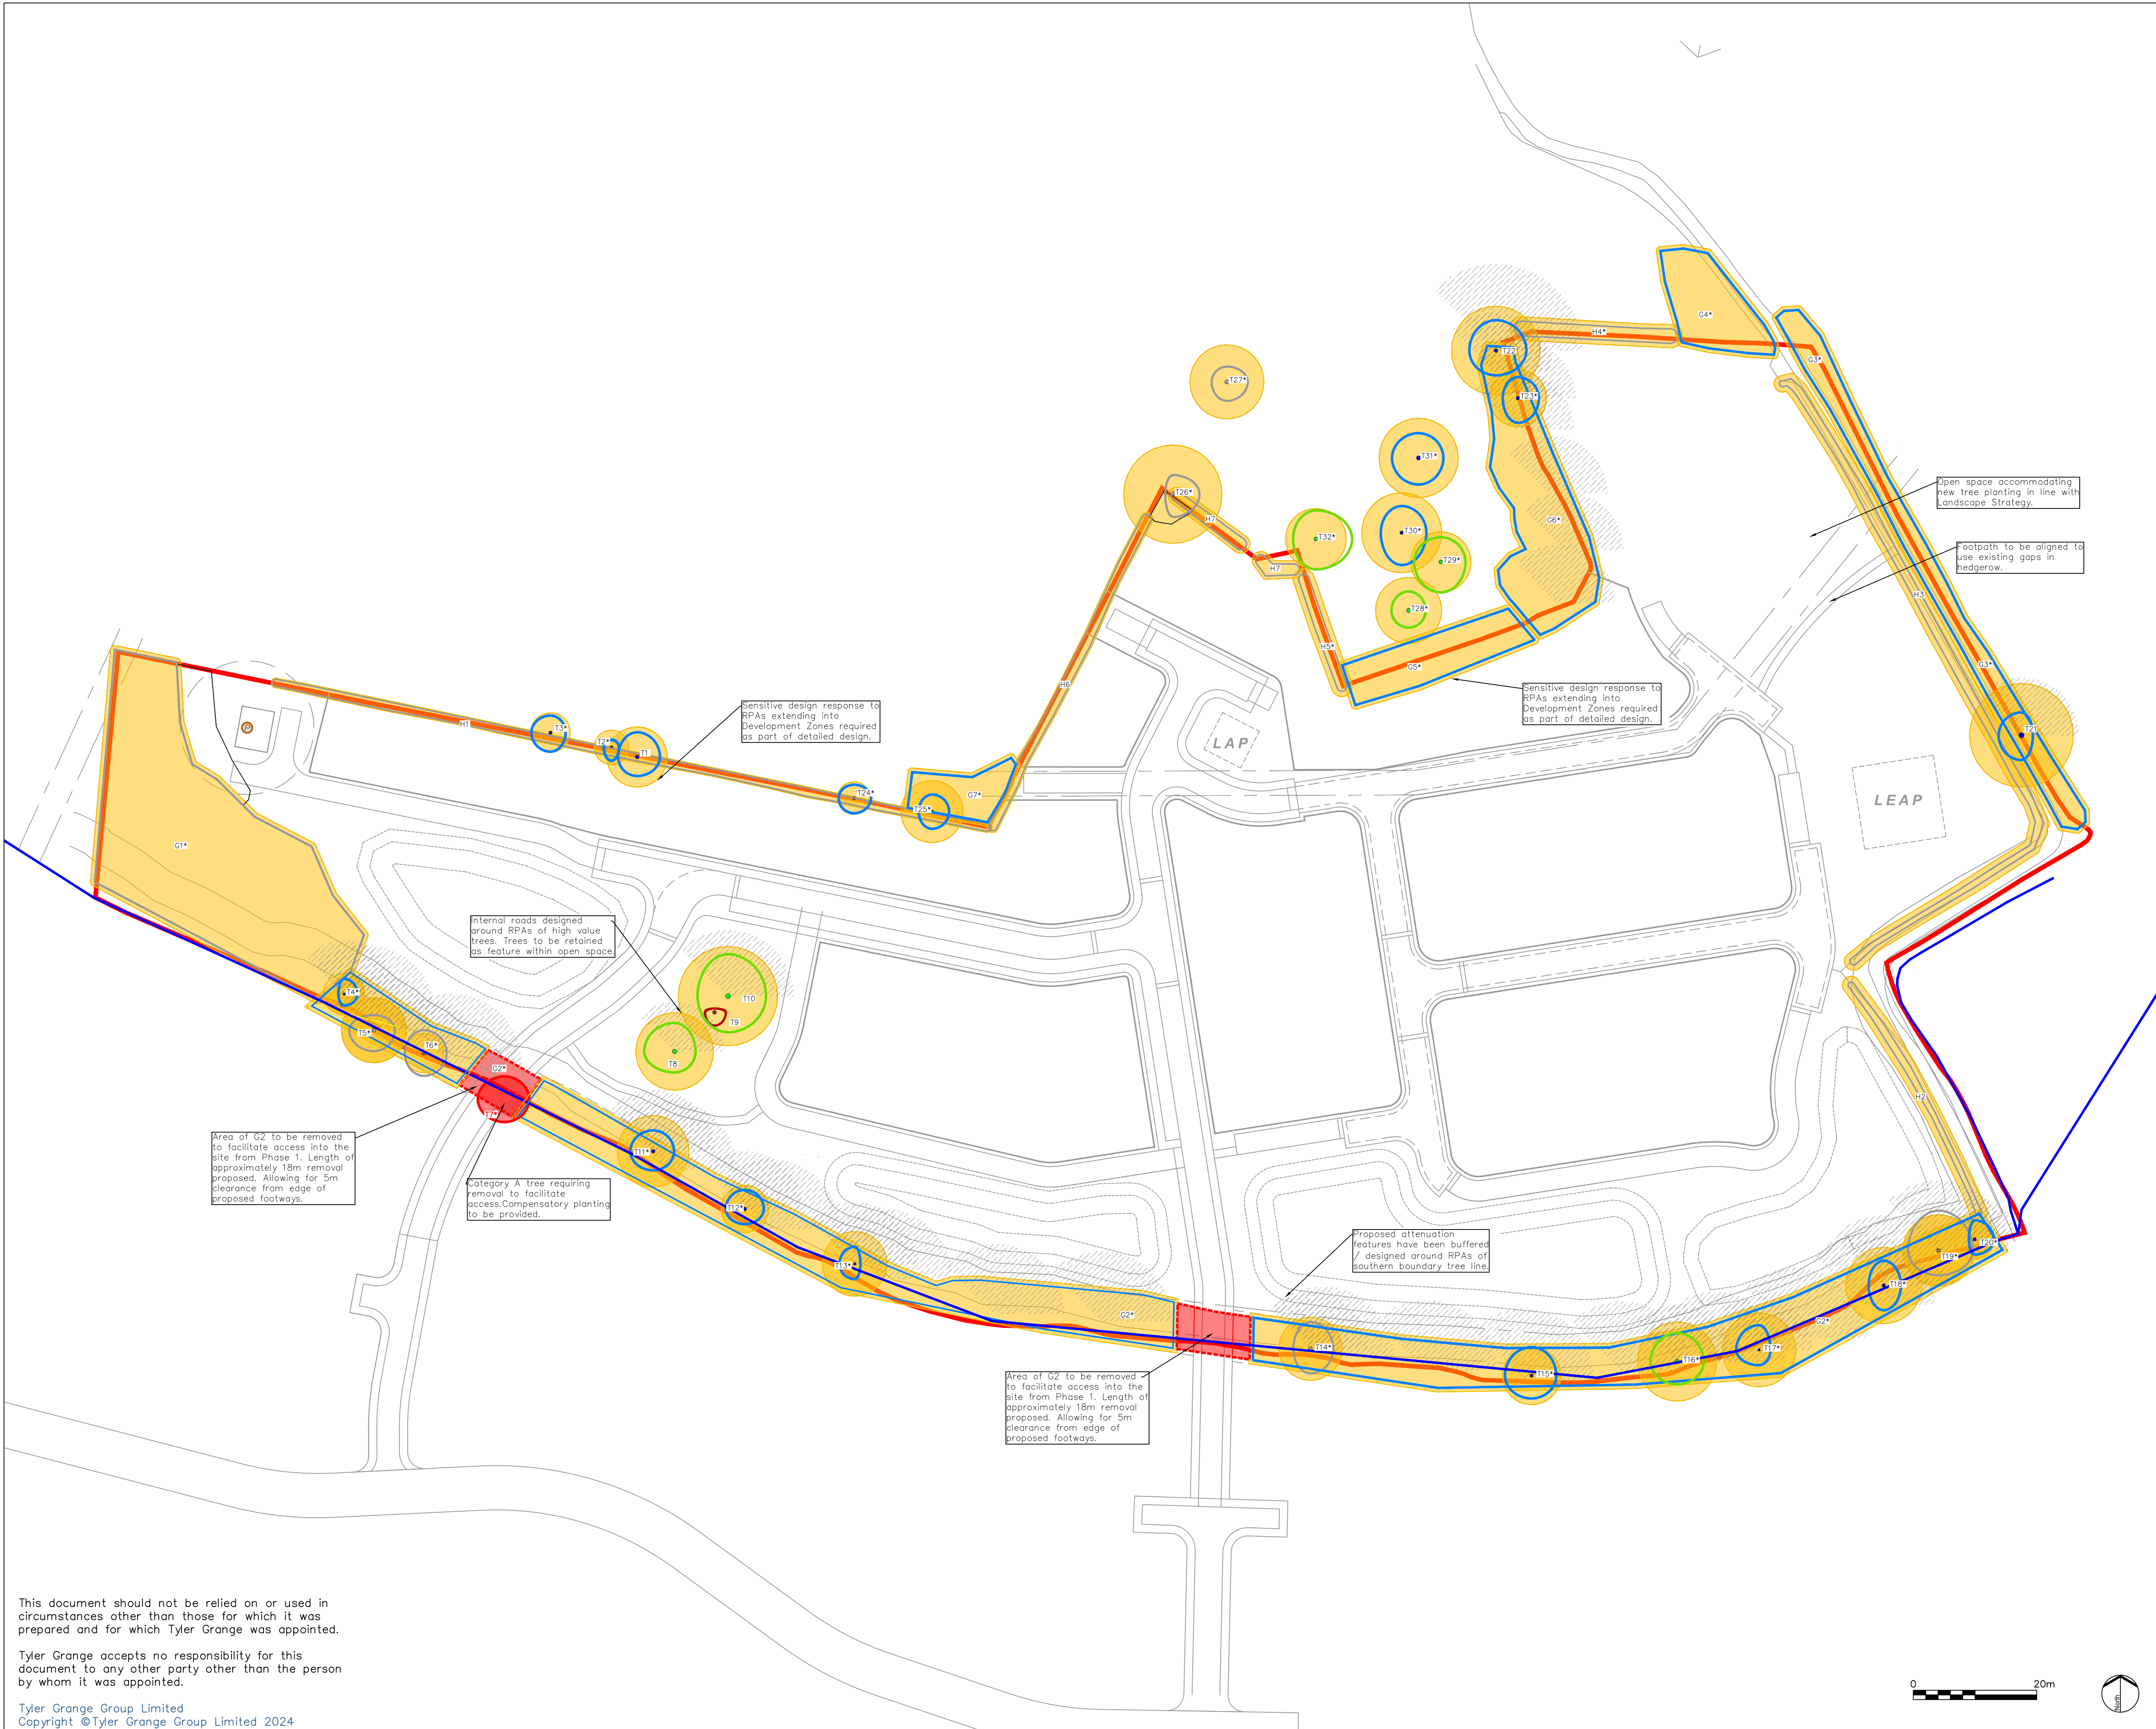 T22
H4*
G4*
G3*
T23*
T27*
T31*
Open space accommodating
new tree planting in line with
Landscape Strategy.
T26*
H7
T32*
T30*
G6*
T29*
Footpath to be aligned to
use existing gaps in
hedgerow.
H7
T28*
H3
H5*
G5*
G3*
H6
Sensitive design response to
RPAs extending into
Development Zones required
as part of detailed design.
Sensitive design response to
RPAs extending into
Development Zones required
as part of detailed design.
H1
T3*
T2*
T1
P
LAP
T21
T24*
G7*
T25*
LEAP
G1*
Internal roads designed
around RPAs of high value
trees. Trees to be retained
as feature within open space.
T4*
T10
T9
T5*
T6*
T8
G2*
T7*
H2
Area of G2 to be removed
to facilitate access into the
site from Phase 1. Length of
approximately 18m removal
proposed. Allowing for 5m
clearance from edge of
proposed footways.
T11*
Category A tree requiring
removal to facilitate
access.Compensatory planting
to be provided.
T12*
T13*
Proposed attenuation
features have been buffered
/ designed around RPAs of
southern boundary tree line.
T20*
T19*
T18*
G2*
G2*
T14*
T15*
T16*
T17*
Area of G2 to be removed
to facilitate access into the
site from Phase 1. Length of
approximately 18m removal
proposed. Allowing for 5m
clearance from edge of
proposed footways.
This document should not be relied on or used in
circumstances other than those for which it was
prepared and for which Tyler Grange was appointed.
Tyler Grange accepts no responsibility for this
document to any other party other than the person
by whom it was appointed.
Tyler Grange Group Limited
Copyright ©Tyler Grange Group Limited 2024
0 20m
North